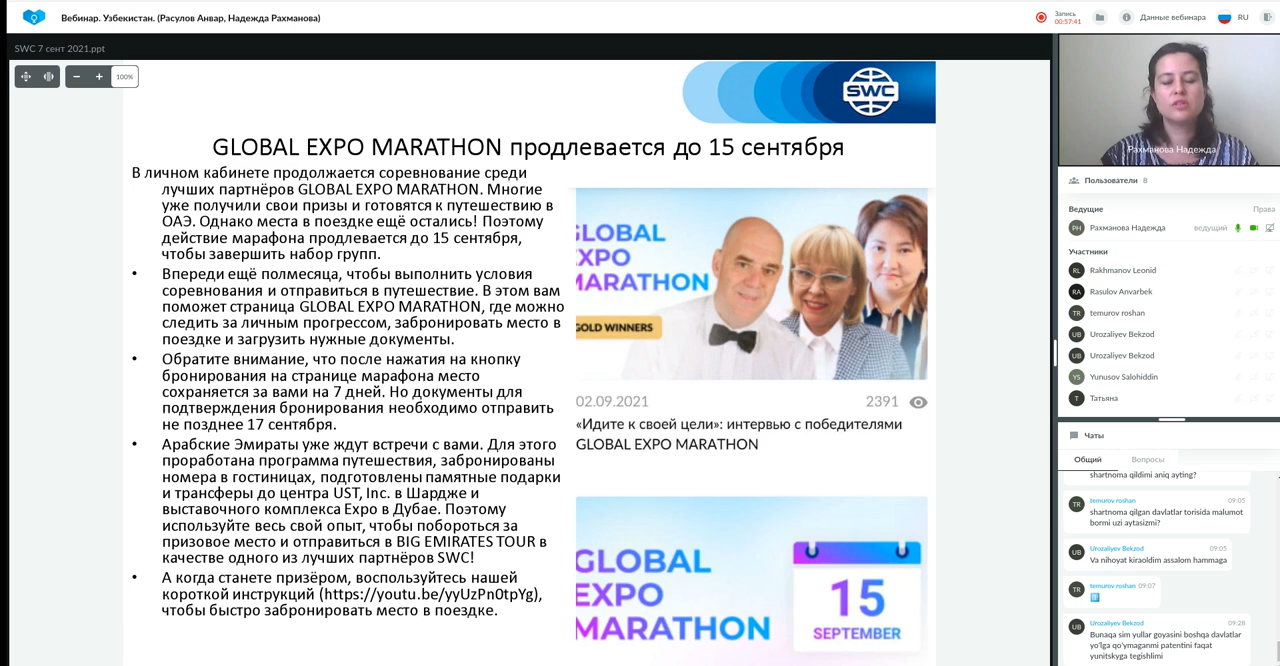 Вебинар. Узбекистан. (Расулов Анвар, Надежда Рахманова)
Запись
00:57:41
Данные вебинара
RU
SWC 7 сент 2021.ppt
100%
SWC
GLOBAL EXPO MARATHON продлевается до 15 сентября
В личном кабинете продолжается соревнование среди
лучших партнёров GLOBAL EXPO MARATHON. Многие
уже получили свои призы и готовятся к путешествию в
ОАЭ. Однако места в поездке ещё остались! Поэтому
действие марафона продлевается до 15 сентября,
чтобы завершить набор групп.
• Впереди ещё полмесяца, чтобы выполнить условия
соревнования и отправиться в путешествие. В этом вам
поможет страница GLOBAL EXPO MARATHON, где можно
следить за личным прогрессом, забронировать место в
поездке и загрузить нужные документы.
• Обратите внимание, что после нажатия на кнопку
бронирования на странице марафона место
сохраняется за вами на 7 дней. Но документы для
подтверждения бронирования необходимо отправить
не позднее 17 сентября.
• Арабские Эмираты уже ждут встречи с вами. Для этого
проработана программа путешествия, забронированы
номера в гостиницах, подготовлены памятные подарки
и трансферы до центра UST, Inc. в Шардже и
выставочного комплекса Expo в Дубае. Поэтому
используйте весь свой опыт, чтобы побороться за
призовое место и отправиться в BIG EMIRATES TOUR в
качестве одного из лучших партнёров SWC!
• А когда станете призёром, воспользуйтесь нашей
короткой инструкций (https://youtu.be/yyUzPn0tpYg),
чтобы быстро забронировать место в поездке.
GLOBAL
EXPO
MARATHON
GOLD WINNERS
02.09.2021 2391
«Идите к своей цели»: интервью с победителями
GLOBAL EXPO MARATHON
GLOBAL
EXPO
MARATHON
15
SEPTEMBER
Рахманова Надежда
Пользователи 8
Ведущие Права
РН Рахманова Надежда ведущий
Участники
RL Rakhmanov Leonid
RA Rasulov Anvarbek
TR temurov roshan
UB Urozaliyev Bekzod
UB Urozaliyev Bekzod
YS Yunusov Salohiddin
Т Татьяна
Чаты
Общий Вопросы
shartnoma qildimi aniq ayting?
TR temurov roshan 09:05
shartnoma qilgan davlatlar torisida malumot
bormi uzi aytasizmi?
UB Urozaliyev Bekzod 09:05
Va nihoyat kiraoldim assalom hammaga
TR temurov roshan 09:07
UB Urozaliyev Bekzod 09:28
Bunaqa sim yullar goyasini boshqa davlatlar
yo'lga qo'ymaganmi patentini faqat
yunitskyga tegishlimi